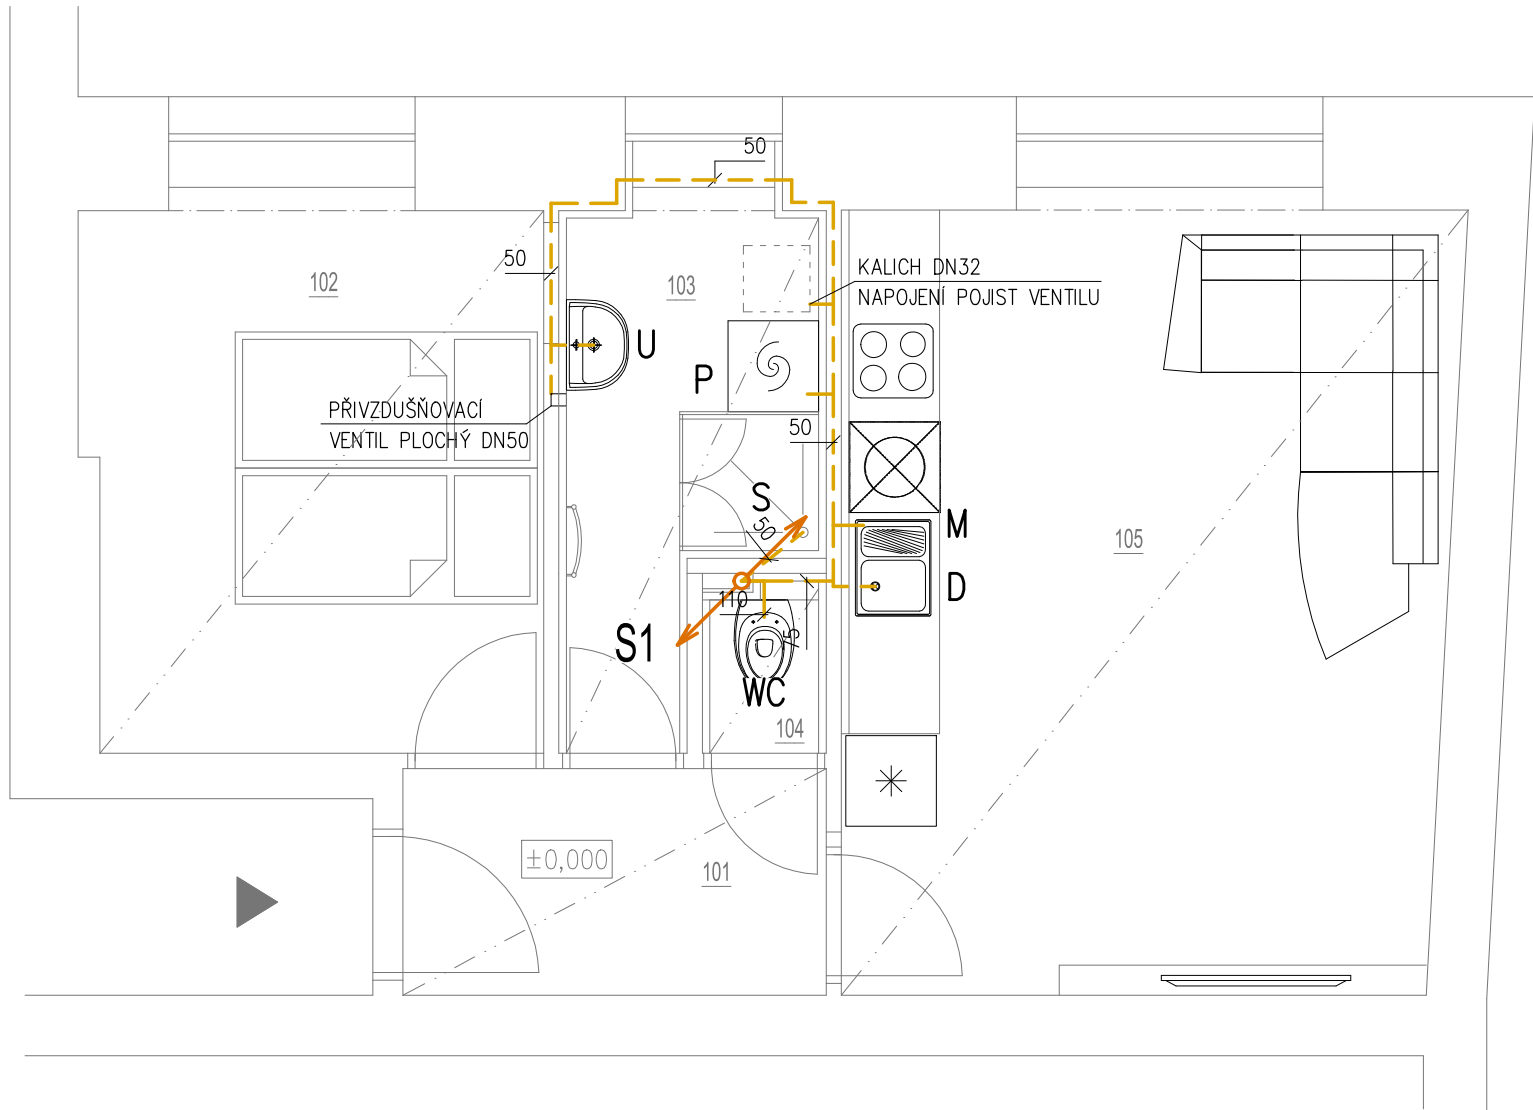 50
50
102
103
KALICH DN32
NAPOJENÍ POJIST VENTILU
U
P
PŘIVZDUŠŇOVACÍ
VENTIL PLOCHÝ DN50
50
S
50
M
105
D
110
75
S1
WC
104
±0,000
101